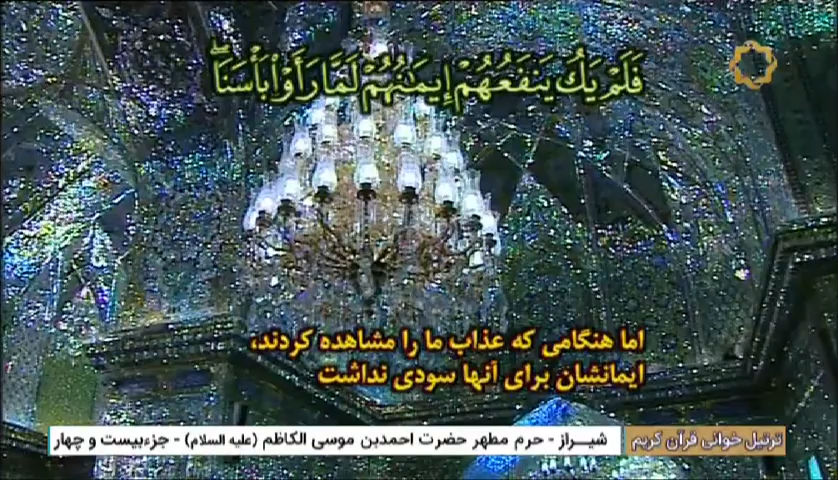 فَلَمْ يَكُ يَنفَعُهُمْ إِيمَٰنُهُمْ لَمَّا رَأَوْا۟ بَأْسَنَا ۖ
اما هنگامی که عذاب ما را مشاهده کردند،
ایمانشان برای آنها سودی نداشت
ترتیل خوانی قرآن کریم
شیـــراز - حرم مطهر حضرت احمدبن موسی الکاظم (علیه السلام) - جزءبیست و چهار